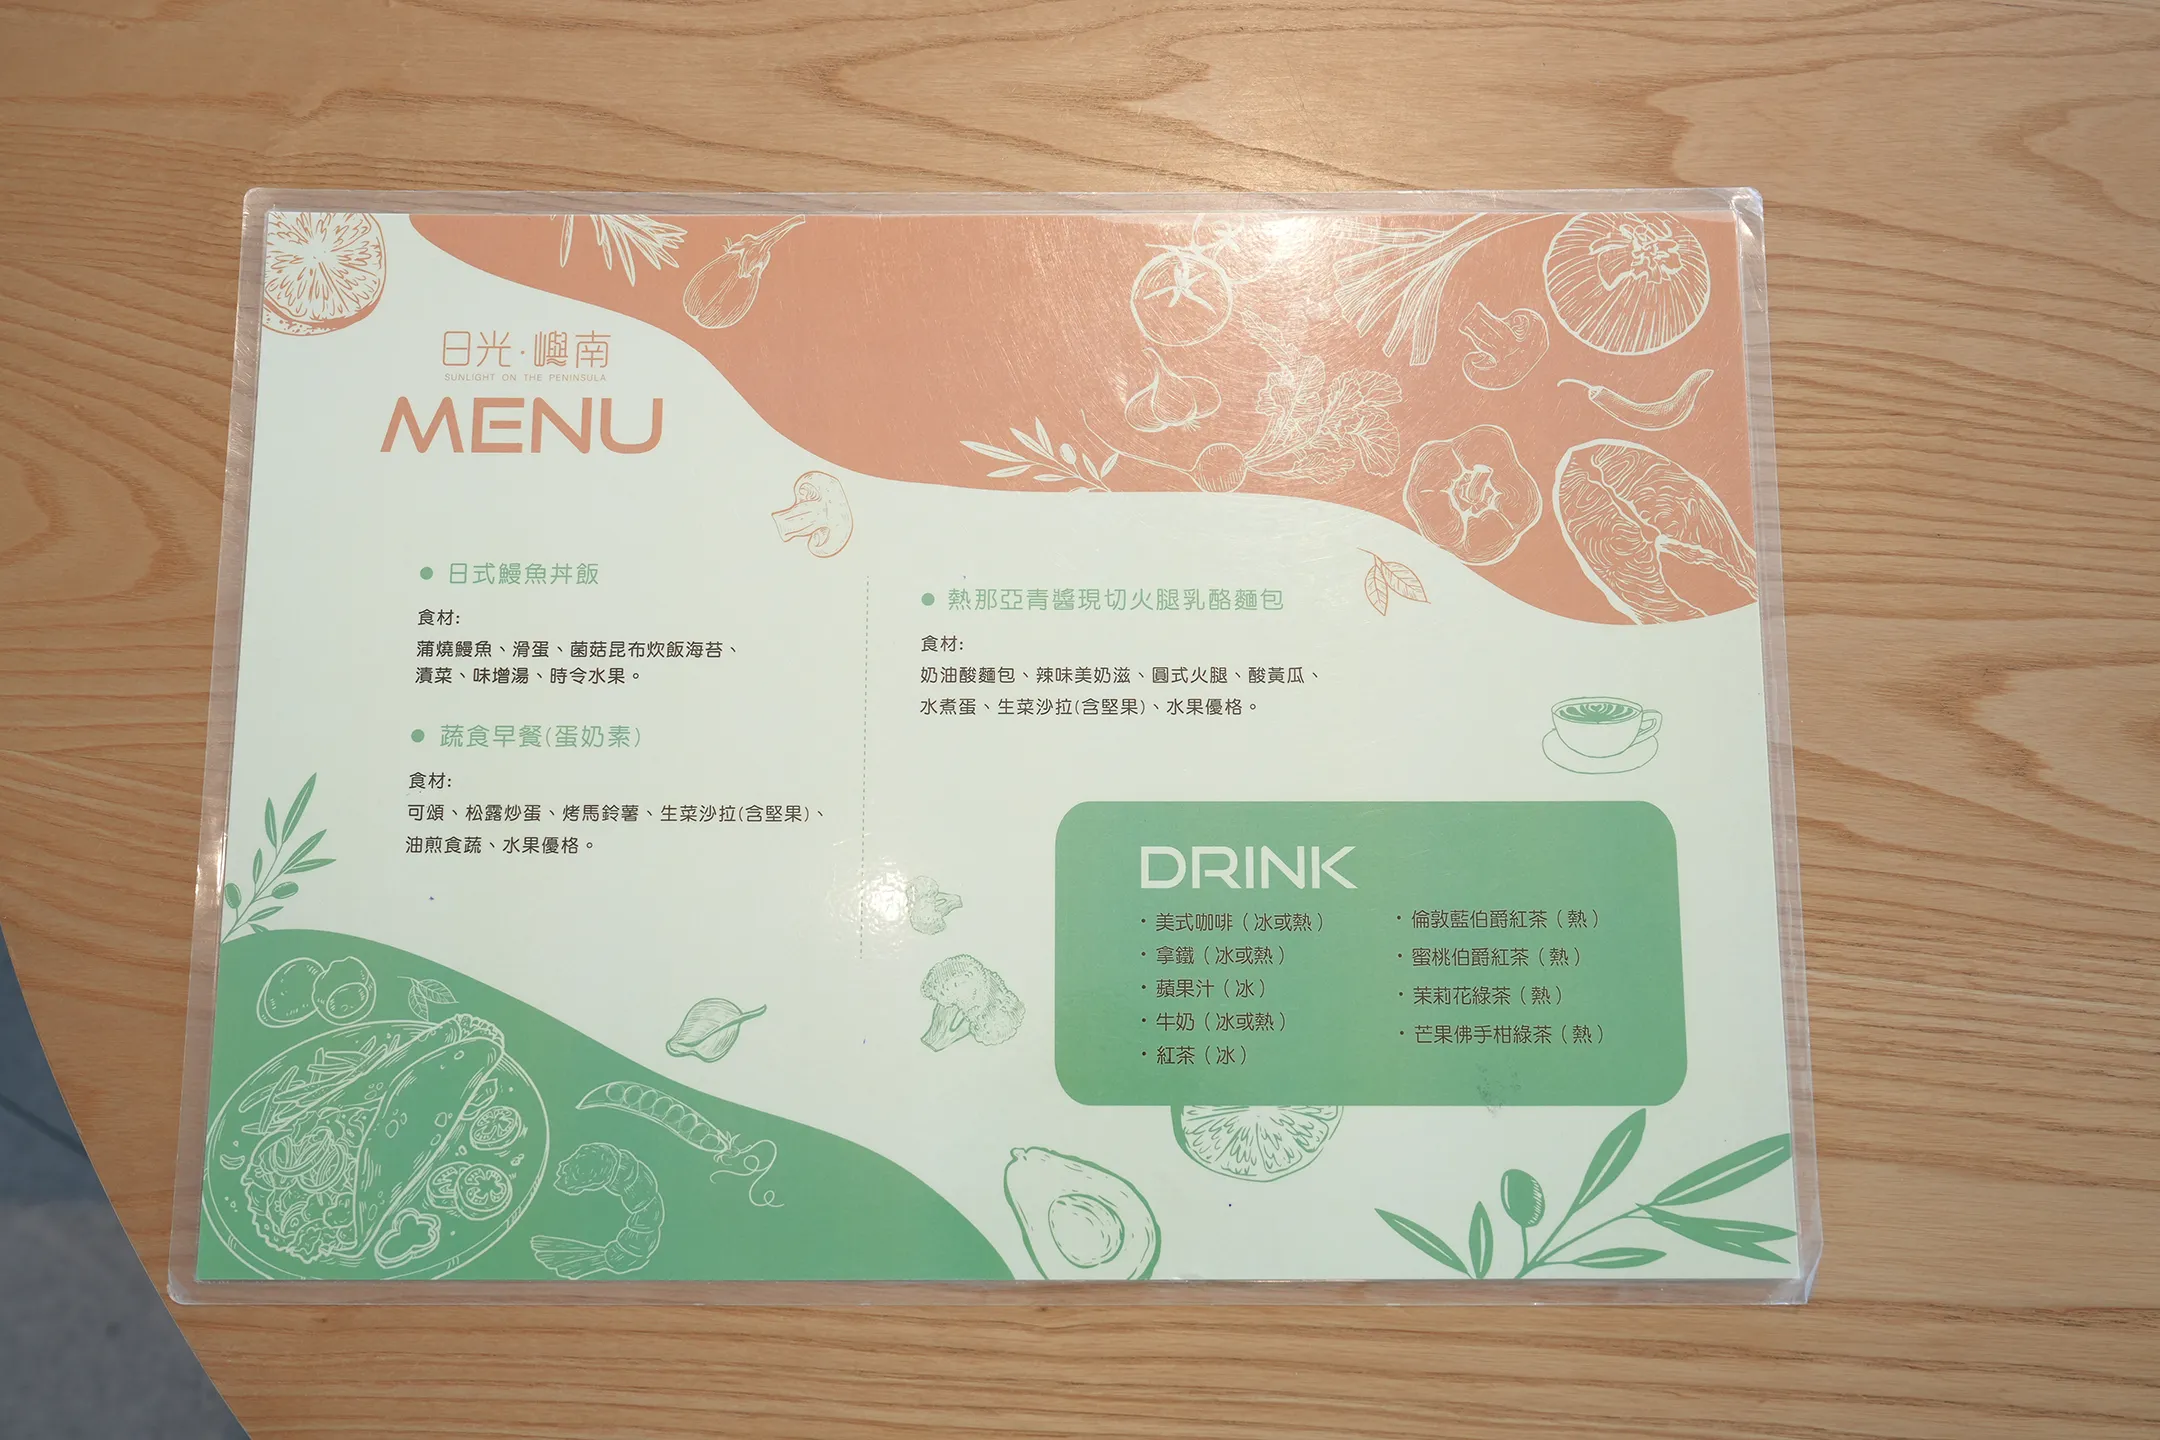 日光·嶼南
SUNLIGHT ON THE PENINSULA
MENU
● 日式鰻魚丼飯
食材:
蒲燒鰻魚、滑蛋、菌菇昆布炊飯海苔、
漬菜、味增湯、時令水果。
● 蔬食早餐(蛋奶素)
食材:
可頌、松露炒蛋、烤馬鈴薯、生菜沙拉(含堅果)、
油煎食蔬、水果優格。
● 熱那亞青醬現切火腿乳酪麵包
食材:
奶油酸麵包、辣味美奶滋、圓式火腿、酸黃瓜、
水煮蛋、生菜沙拉(含堅果)、水果優格。
DRINK
・美式咖啡（冰或熱）
・拿鐵（冰或熱）
・蘋果汁（冰）
・牛奶（冰或熱）
・紅茶（冰）
・倫敦藍伯爵紅茶（熱）
・蜜桃伯爵紅茶（熱）
・茉莉花綠茶（熱）
・芒果佛手柑綠茶（熱）